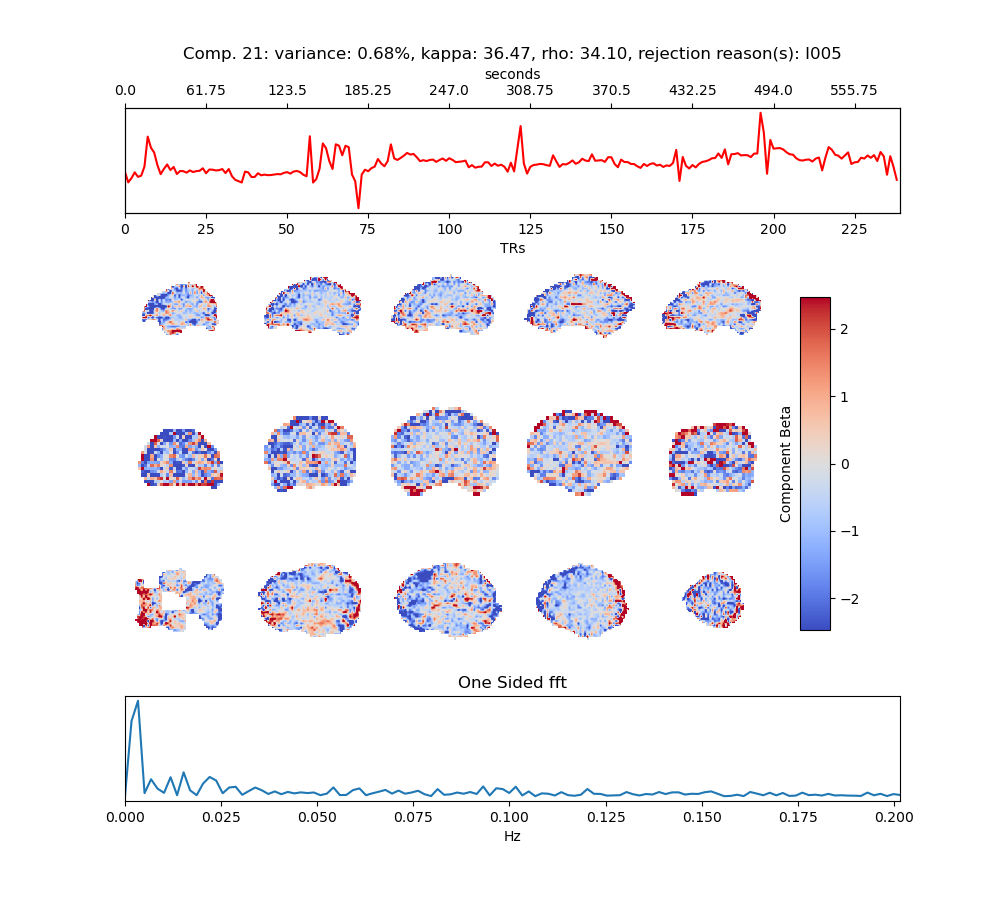 Comp. 21: variance: 0.68%, kappa: 36.47, rho: 34.10, rejection reason(s): I005
seconds
0.0 61.75 123.5 185.25 247.0 308.75 370.5 432.25 494.0 555.75
0 25 50 75 100 125 150 175 200 225
TRs
2
1
0
−1
−2
Component Beta
One Sided fft
0.000 0.025 0.050 0.075 0.100 0.125 0.150 0.175 0.200
Hz